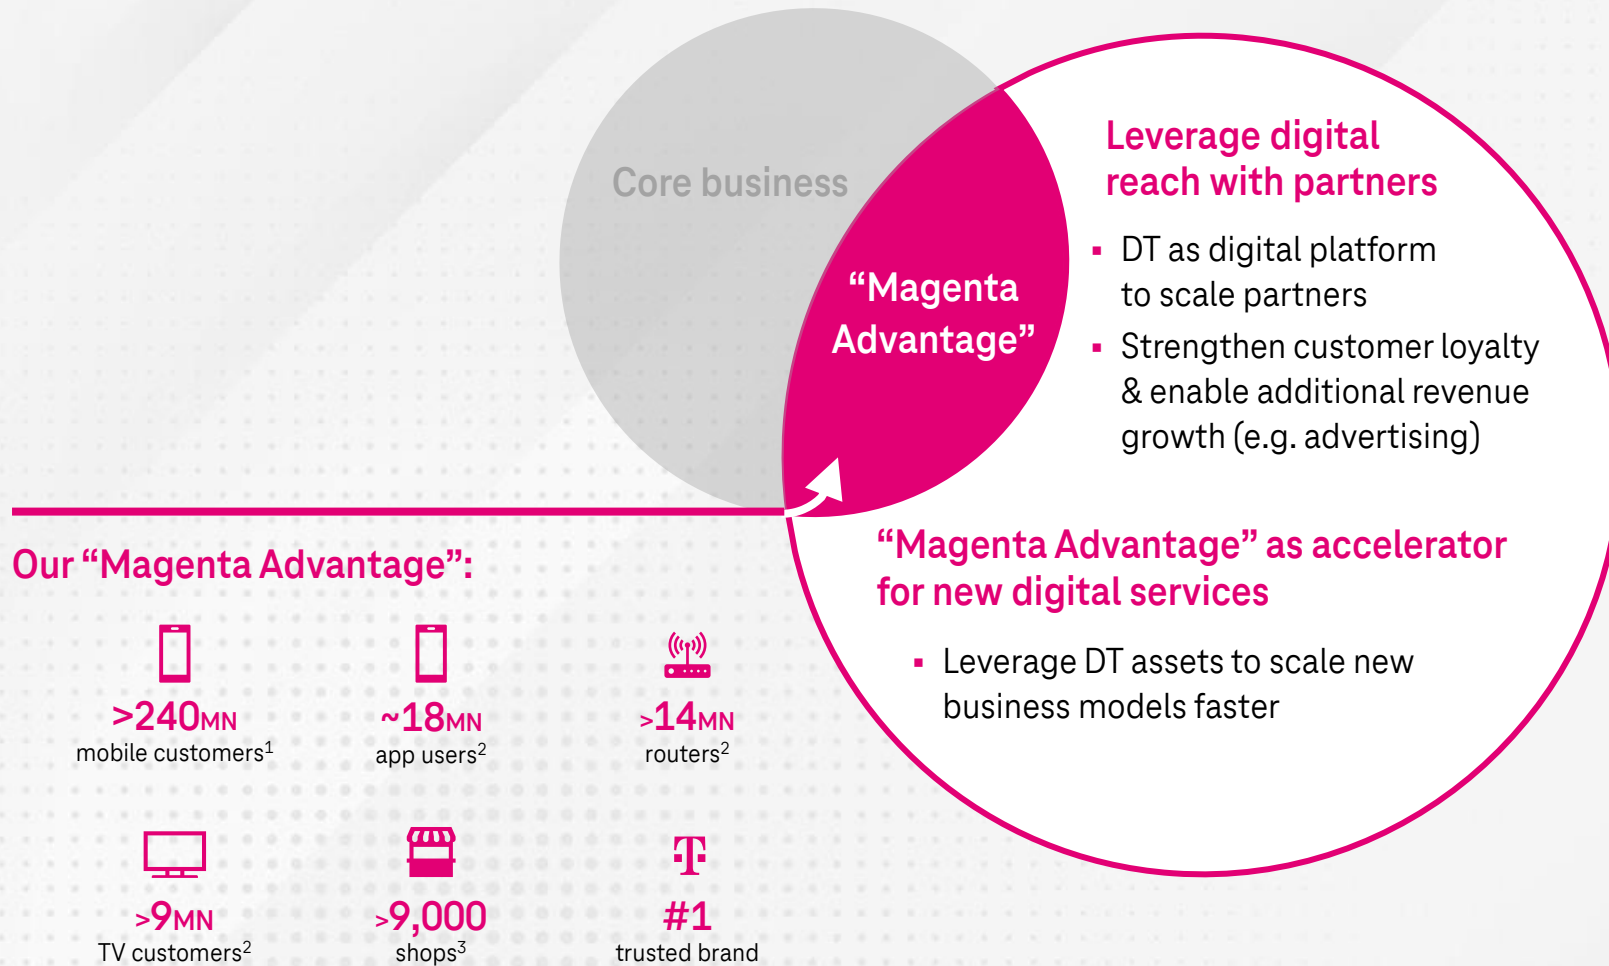 Core business
“Magenta
Advantage”
Leverage digital
reach with partners
▪ DT as digital platform
to scale partners
▪ Strengthen customer loyalty
& enable additional revenue
growth (e.g. advertising)
“Magenta Advantage” as accelerator
for new digital services
▪ Leverage DT assets to scale new
business models faster
Our “Magenta Advantage”:
>240MN
mobile customers¹
~18MN
app users²
>14MN
routers²
>9MN
TV customers²
>9,000
shops³
T
#1
trusted brand